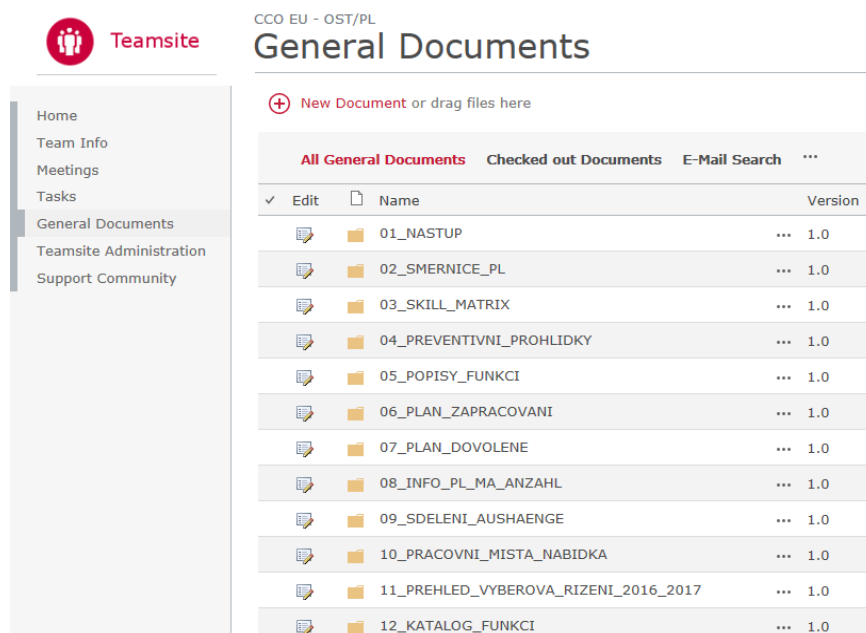 Teamsite
CCO EU - OST/PL
General Documents
Home
Team Info
Meetings
Tasks
General Documents
Teamsite Administration
Support Community
New Document or drag files here
All General Documents Checked out Documents E-Mail Search ...
✓ Edit Name Version
01_NASTUP ... 1.0
02_SMERNICE_PL ... 1.0
03_SKILL_MATRIX ... 1.0
04_PREVENTIVNI_PROHLIDKY ... 1.0
05_POPISY_FUNKCI ... 1.0
06_PLAN_ZAPRACOVANI ... 1.0
07_PLAN_DOVOLENE ... 1.0
08_INFO_PL_MA_ANZAHL ... 1.0
09_SDELENI_AUSHAENGE ... 1.0
10_PRACOVNI_MISTA_NABIDKA ... 1.0
11_PREHLED_VYBEROVA_RIZENI_2016_2017 ... 1.0
12_KATALOG_FUNKCI ... 1.0